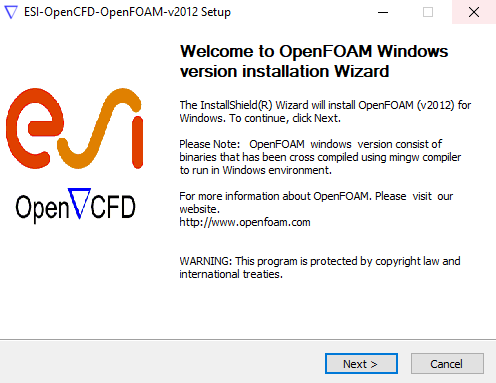 ESI-OpenCFD-OpenFOAM-v2012 Setup
Welcome to OpenFOAM Windows
version installation Wizard
The InstallShield(R) Wizard will install OpenFOAM (v2012) for
Windows. To continue, click Next.
Please Note: OpenFOAM windows version consist of
binaries that has been cross compiled using mingw compiler
to run in Windows environment.
For more information about OpenFOAM. Please visit our
website.
http://www.openfoam.com
WARNING: This program is protected by copyright law and
international treaties.
esi
Open∇CFD
Next >
Cancel